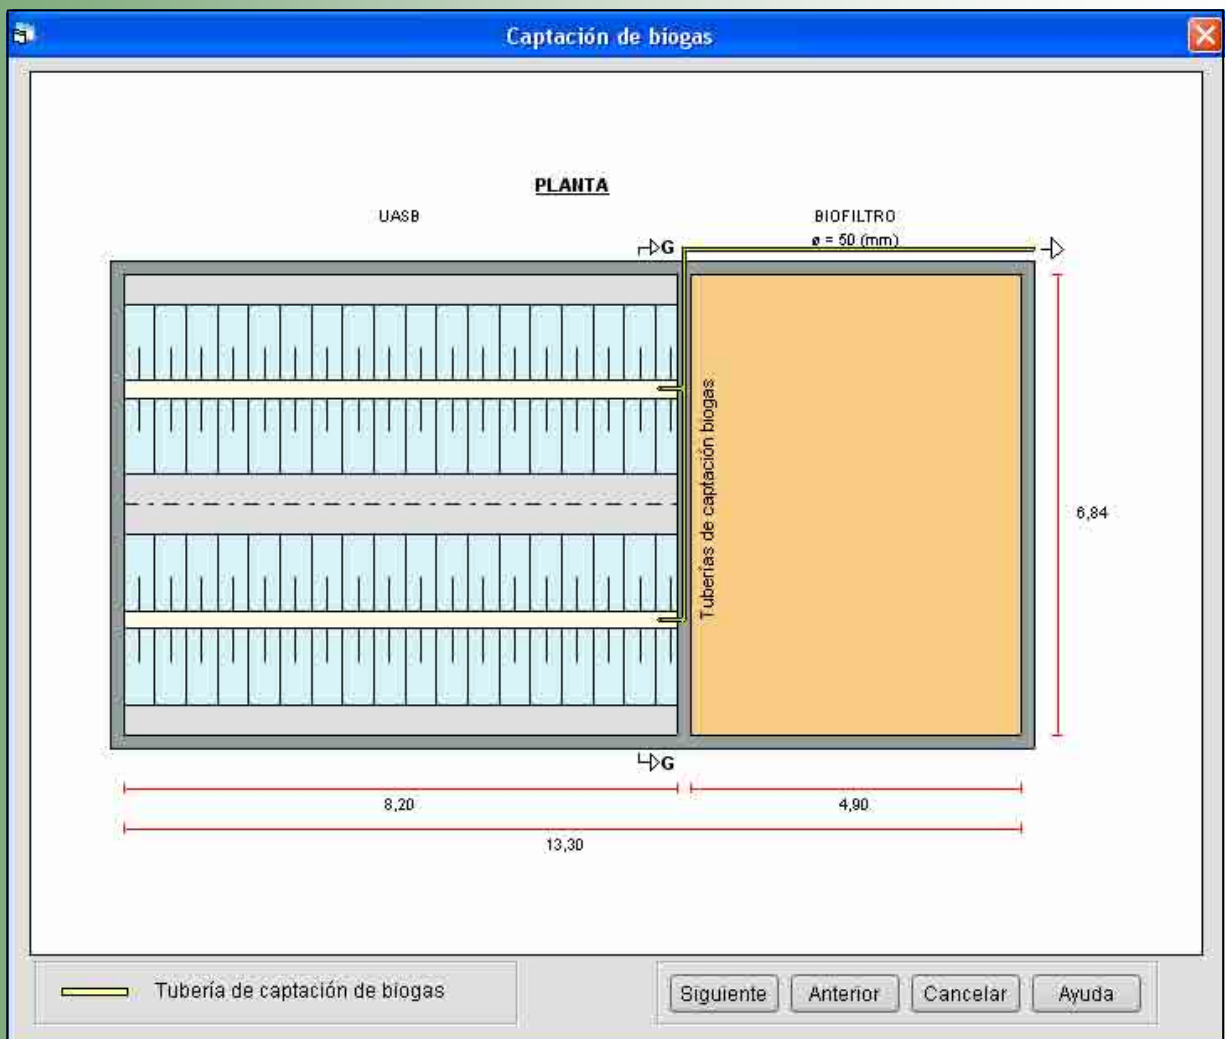 Captación de biogas
PLANTA
UASB
BIOFILTRO
ø = 50 (mm)
G
Tuberías de captación biogas
6,84
G
8,20
4,90
13,30
Tubería de captación de biogas
Siguiente
Anterior
Cancelar
Ayuda